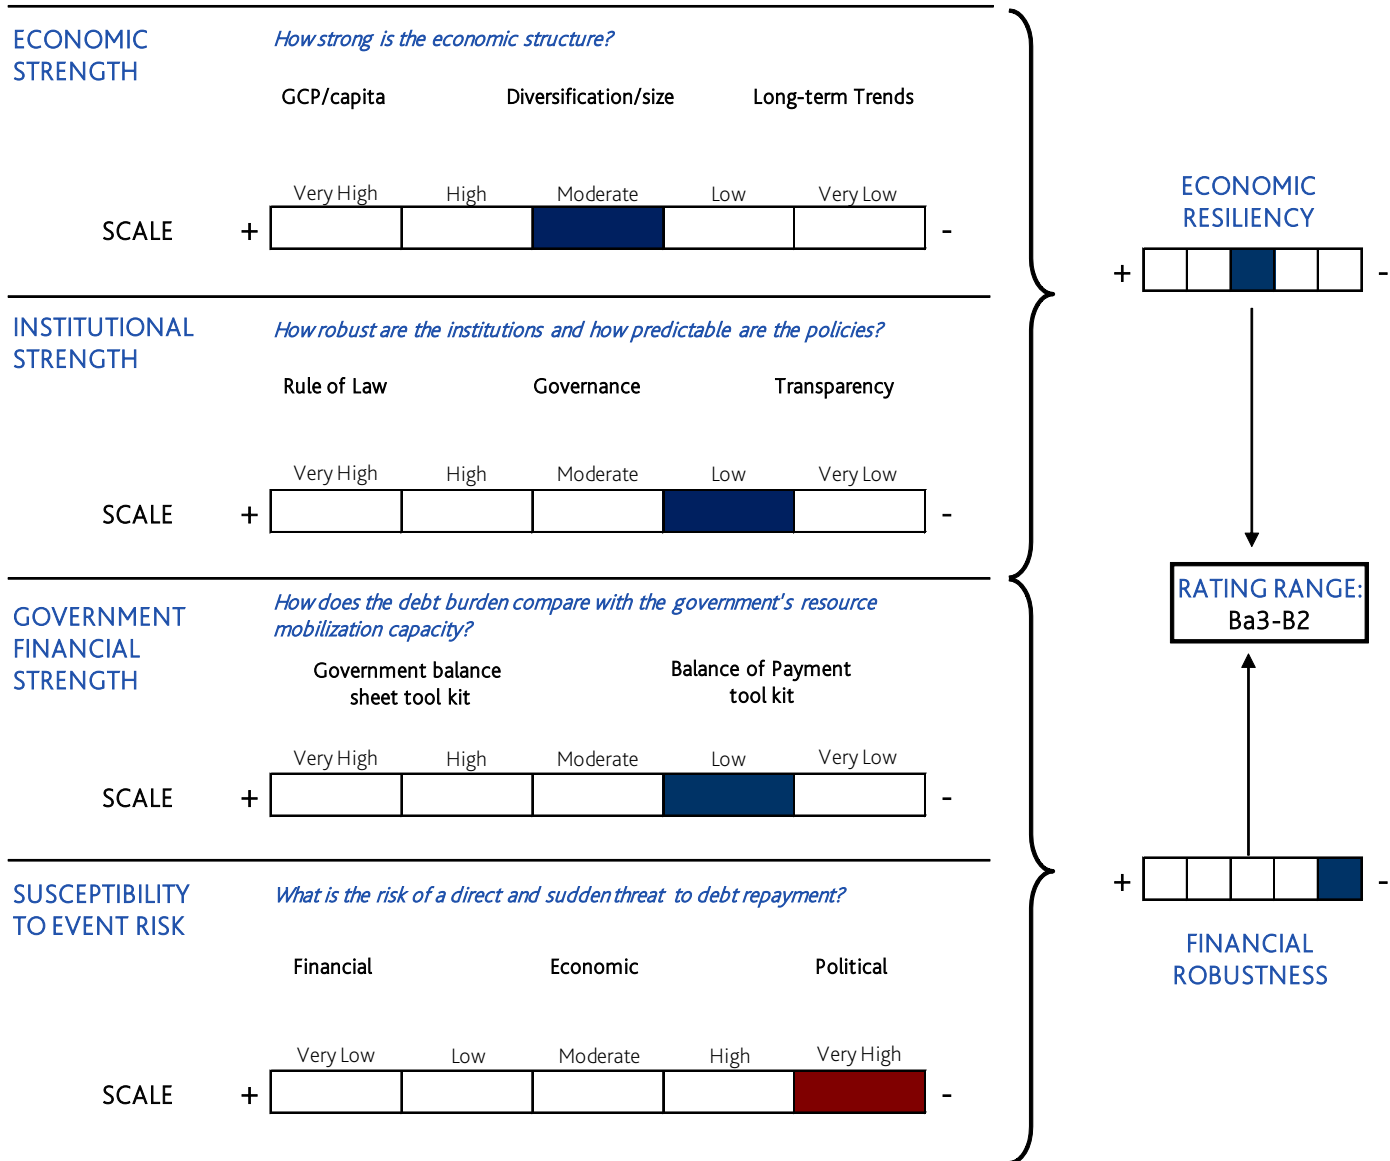 ECONOMIC
STRENGTH
How strong is the economic structure?
GCP/capita
Diversification/size
Long-term Trends
Very High
High
Moderate
Low
Very Low
SCALE
+
-
INSTITUTIONAL
STRENGTH
How robust are the institutions and how predictable are the policies?
Rule of Law
Governance
Transparency
Very High
High
Moderate
Low
Very Low
SCALE
+
-
GOVERNMENT
FINANCIAL
STRENGTH
How does the debt burden compare with the government's resource
mobilization capacity?
Government balance
sheet tool kit
Balance of Payment
tool kit
Very High
High
Moderate
Low
Very Low
SCALE
+
-
SUSCEPTIBILITY
TO EVENT RISK
What is the risk of a direct and sudden threat to debt repayment?
Financial
Economic
Political
Very Low
Low
Moderate
High
Very High
SCALE
+
-
ECONOMIC
RESILIENCY
+
-
RATING RANGE:
Ba3-B2
+
-
FINANCIAL
ROBUSTNESS